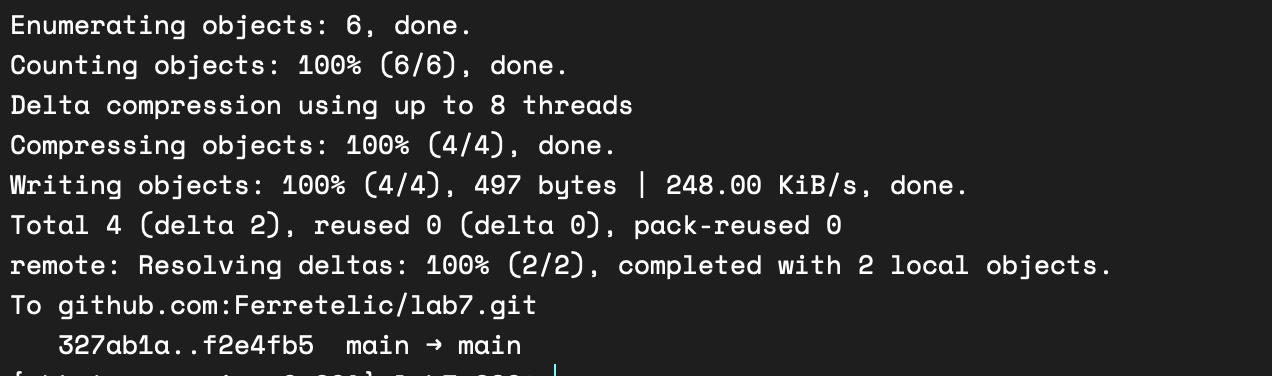 Enumerating objects: 6, done.
Counting objects: 100% (6/6), done.
Delta compression using up to 8 threads
Compressing objects: 100% (4/4), done.
Writing objects: 100% (4/4), 497 bytes | 248.00 KiB/s, done.
Total 4 (delta 2), reused 0 (delta 0), pack-reused 0
remote: Resolving deltas: 100% (2/2), completed with 2 local objects.
To github.com:Ferretelic/lab7.git
   327ab1a..f2e4fb5  main → main